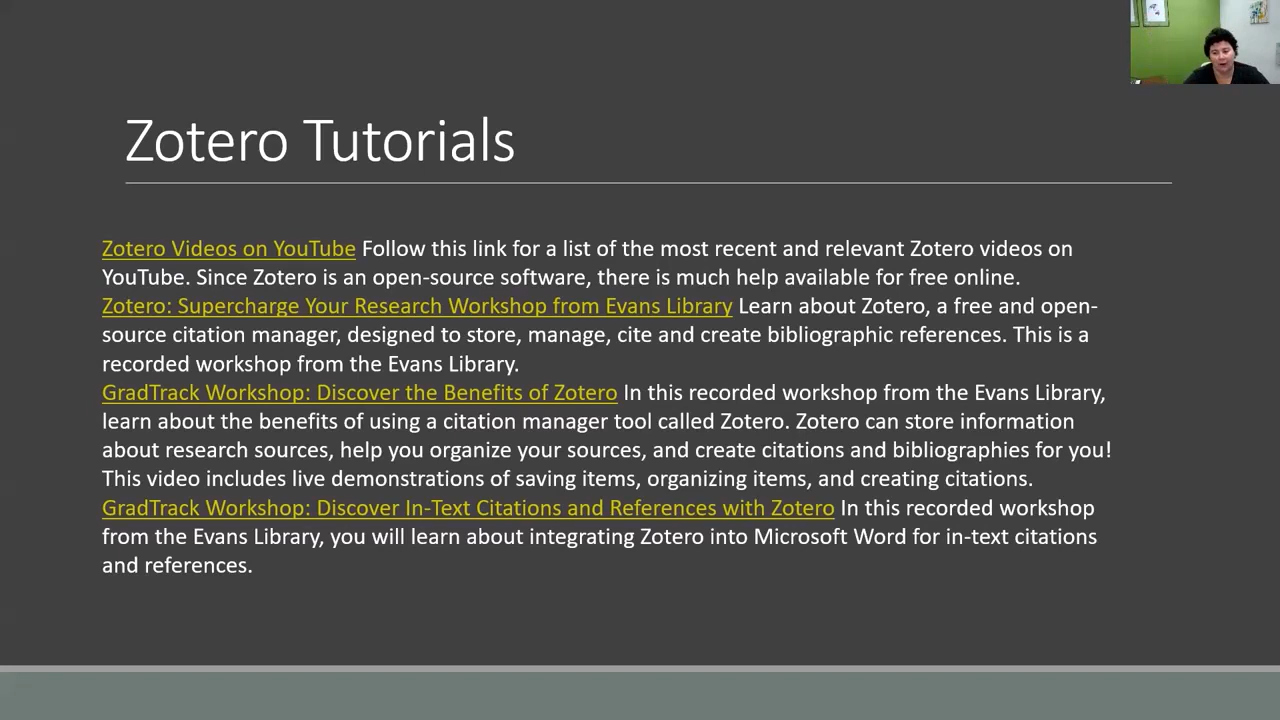 Zotero Tutorials
Zotero Videos on YouTube Follow this link for a list of the most recent and relevant Zotero videos on
YouTube. Since Zotero is an open-source software, there is much help available for free online.
Zotero: Supercharge Your Research Workshop from Evans Library Learn about Zotero, a free and open-
source citation manager, designed to store, manage, cite and create bibliographic references. This is a
recorded workshop from the Evans Library.
GradTrack Workshop: Discover the Benefits of Zotero In this recorded workshop from the Evans Library,
learn about the benefits of using a citation manager tool called Zotero. Zotero can store information
about research sources, help you organize your sources, and create citations and bibliographies for you!
This video includes live demonstrations of saving items, organizing items, and creating citations.
GradTrack Workshop: Discover In-Text Citations and References with Zotero In this recorded workshop
from the Evans Library, you will learn about integrating Zotero into Microsoft Word for in-text citations
and references.